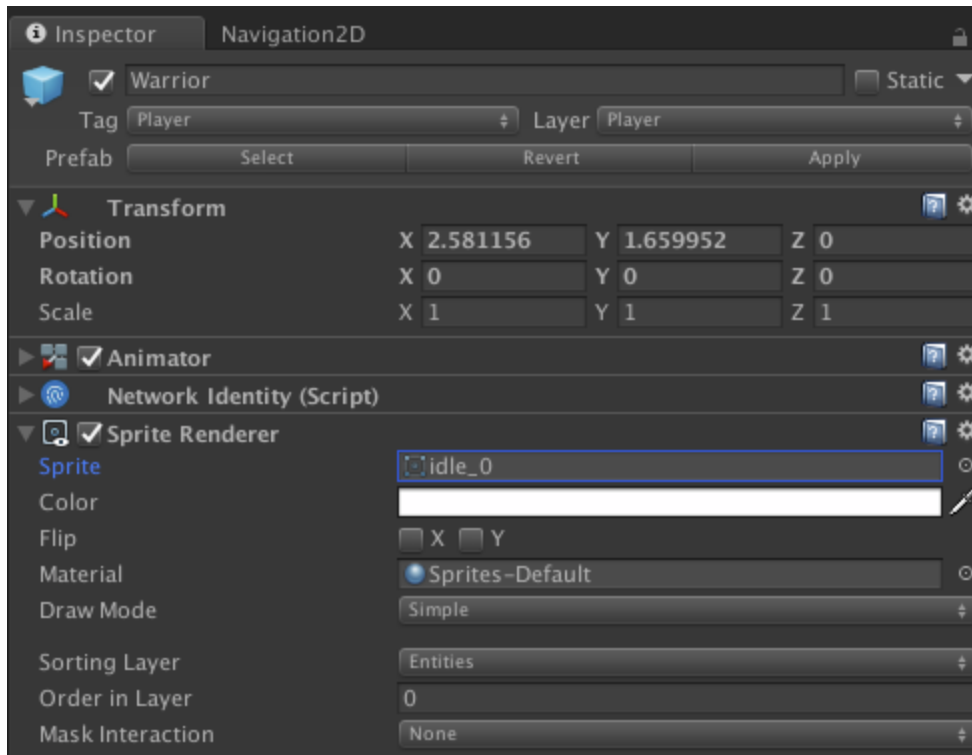 Inspector Navigation2D
Warrior Static
Tag Player Layer Player
Prefab Select Revert Apply
Transform
Position X 2.581156 Y 1.659952 Z 0
Rotation X 0 Y 0 Z 0
Scale X 1 Y 1 Z 1
Animator
Network Identity (Script)
Sprite Renderer
Sprite idle_0
Color
Flip X Y
Material Sprites-Default
Draw Mode Simple
Sorting Layer Entities
Order in Layer 0
Mask Interaction None